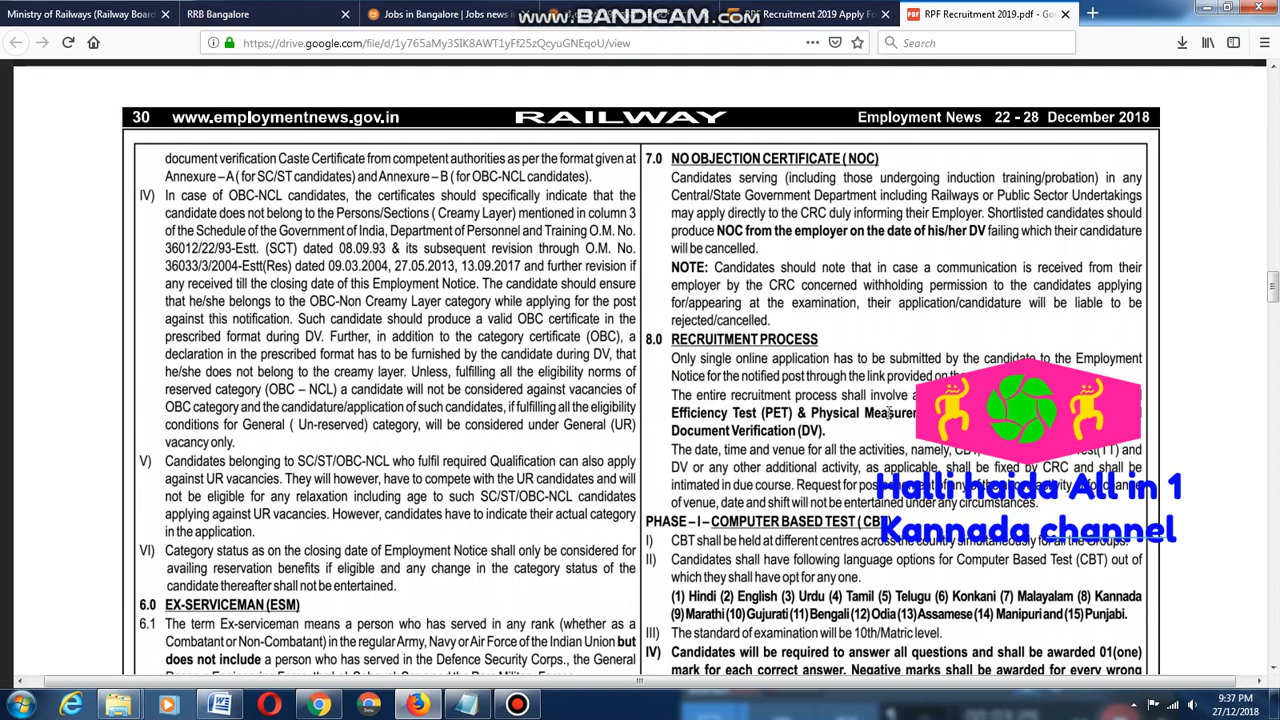 Ministry of Railways (Railway Board
RRB Bangalore
Jobs in Bangalore | Jobs news in
www.BANDICAM.com
RPF Recruitment 2019 Apply Fo
RPF Recruitment 2019.pdf - Go
https://drive.google.com/file/d/1y765aMy3SIK8AWT1yFf25zQcyuGNEqoU/view
Search
30 www.employmentnews.gov.in RAILWAY Employment News 22 - 28 December 2018
document verification Caste Certificate from competent authorities as per the format given at
Annexure – A ( for SC/ST candidates) and Annexure – B ( for OBC-NCL candidates).
IV) In case of OBC-NCL candidates, the certificates should specifically indicate that the
candidate does not belong to the Persons/Sections ( Creamy Layer) mentioned in column 3
of the Schedule of the Government of India, Department of Personnel and Training O.M. No.
36012/22/93-Estt. (SCT) dated 08.09.93 & its subsequent revision through O.M. No.
36033/3/2004-Estt(Res) dated 09.03.2004, 27.05.2013, 13.09.2017 and further revision if
any received till the closing date of this Employment Notice. The candidate should ensure
that he/she belongs to the OBC-Non Creamy Layer category while applying for the post
against this notification. Such candidate should produce a valid OBC certificate in the
prescribed format during DV. Further, in addition to the category certificate (OBC), a
declaration in the prescribed format has to be furnished by the candidate during DV, that
he/she does not belong to the creamy layer. Unless, fulfilling all the eligibility norms of
reserved category (OBC – NCL) a candidate will not be considered against vacancies of
OBC category and the candidature/application of such candidates, if fulfilling all the eligibility
conditions for General ( Un-reserved) category, will be considered under General (UR)
vacancy only.
V) Candidates belonging to SC/ST/OBC-NCL who fulfil required Qualification can also apply
against UR vacancies. They will however, have to compete with the UR candidates and will
not be eligible for any relaxation including age to such SC/ST/OBC-NCL candidates
applying against UR vacancies. However, candidates have to indicate their actual category
in the application.
VI) Category status as on the closing date of Employment Notice shall only be considered for
availing reservation benefits if eligible and any change in the category status of the
candidate thereafter shall not be entertained.
6.0 EX-SERVICEMAN (ESM)
6.1 The term Ex-serviceman means a person who has served in any rank (whether as a
Combatant or Non-Combatant) in the regular Army, Navy or Air Force of the Indian Union but
does not include a person who has served in the Defence Security Corps., the General
7.0 NO OBJECTION CERTIFICATE ( NOC)
Candidates serving (including those undergoing induction training/probation) in any
Central/State Government Department including Railways or Public Sector Undertakings
may apply directly to the CRC duly informing their Employer. Shortlisted candidates should
produce NOC from the employer on the date of his/her DV failing which their candidature
will be cancelled.
NOTE: Candidates should note that in case a communication is received from their
employer by the CRC concerned withholding permission to the candidates applying
for/appearing at the examination, their application/candidature will be liable to be
rejected/cancelled.
8.0 RECRUITMENT PROCESS
Only single online application has to be submitted by the candidate to the Employment
Notice for the notified post through the link provided on
The entire recruitment process shall involve
Efficiency Test (PET) & Physical
Document Verification (DV).
The date, time and venue for all the activities, namely, and
DV or any other additional activity, as applicable, shall be fixed by CRC and shall be
intimated in due course. Request for
of venue, date and shift will not be entertained under any circumstances.
Halli haida All in 1
Kannada channel
PHASE – I – COMPUTER BASED TEST ( CBT)
I) CBT shall be held at different centres across the country simultaneously for all the Groups.
II) Candidates shall have following language options for Computer Based Test (CBT) out of
which they shall have opt for any one.
(1) Hindi (2) English (3) Urdu (4) Tamil (5) Telugu (6) Konkani (7) Malayalam (8) Kannada
(9) Marathi (10) Gujurati (11) Bengali (12) Odia (13) Assamese (14) Manipuri and (15) Punjabi.
III) The standard of examination will be 10th/Matric level.
IV) Candidates will be required to answer all questions and shall be awarded 01(one)
mark for each correct answer. Negative marks shall be awarded for every wrong
9:37 PM
27/12/2018